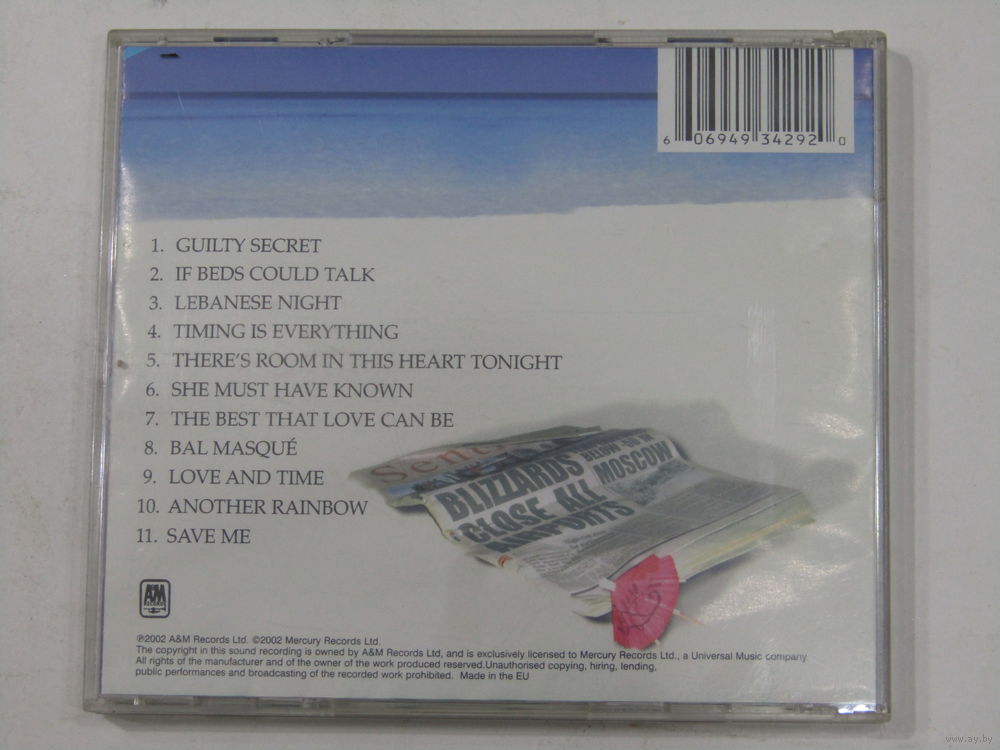 6 06949 34292 0
1. GUILTY SECRET
2. IF BEDS COULD TALK
3. LEBANESE NIGHT
4. TIMING IS EVERYTHING
5. THERE'S ROOM IN THIS HEART TONIGHT
6. SHE MUST HAVE KNOWN
7. THE BEST THAT LOVE CAN BE
8. BAL MASQUÉ
9. LOVE AND TIME
10. ANOTHER RAINBOW
11. SAVE ME
BLIZZARDS
CLOSE ALL
AIRPORTS
MOSCOW
A&M
RECORDS
℗2002 A&M Records Ltd. ©2002 Mercury Records Ltd.
The copyright in this sound recording is owned by A&M Records Ltd, and is exclusively licensed to Mercury Records Ltd., a Universal Music company.
All rights of the manufacturer and of the owner of the work produced reserved.Unauthorised copying, hiring, lending,
public performances and broadcasting of the recorded work prohibited. Made in the EU
www.ay.by